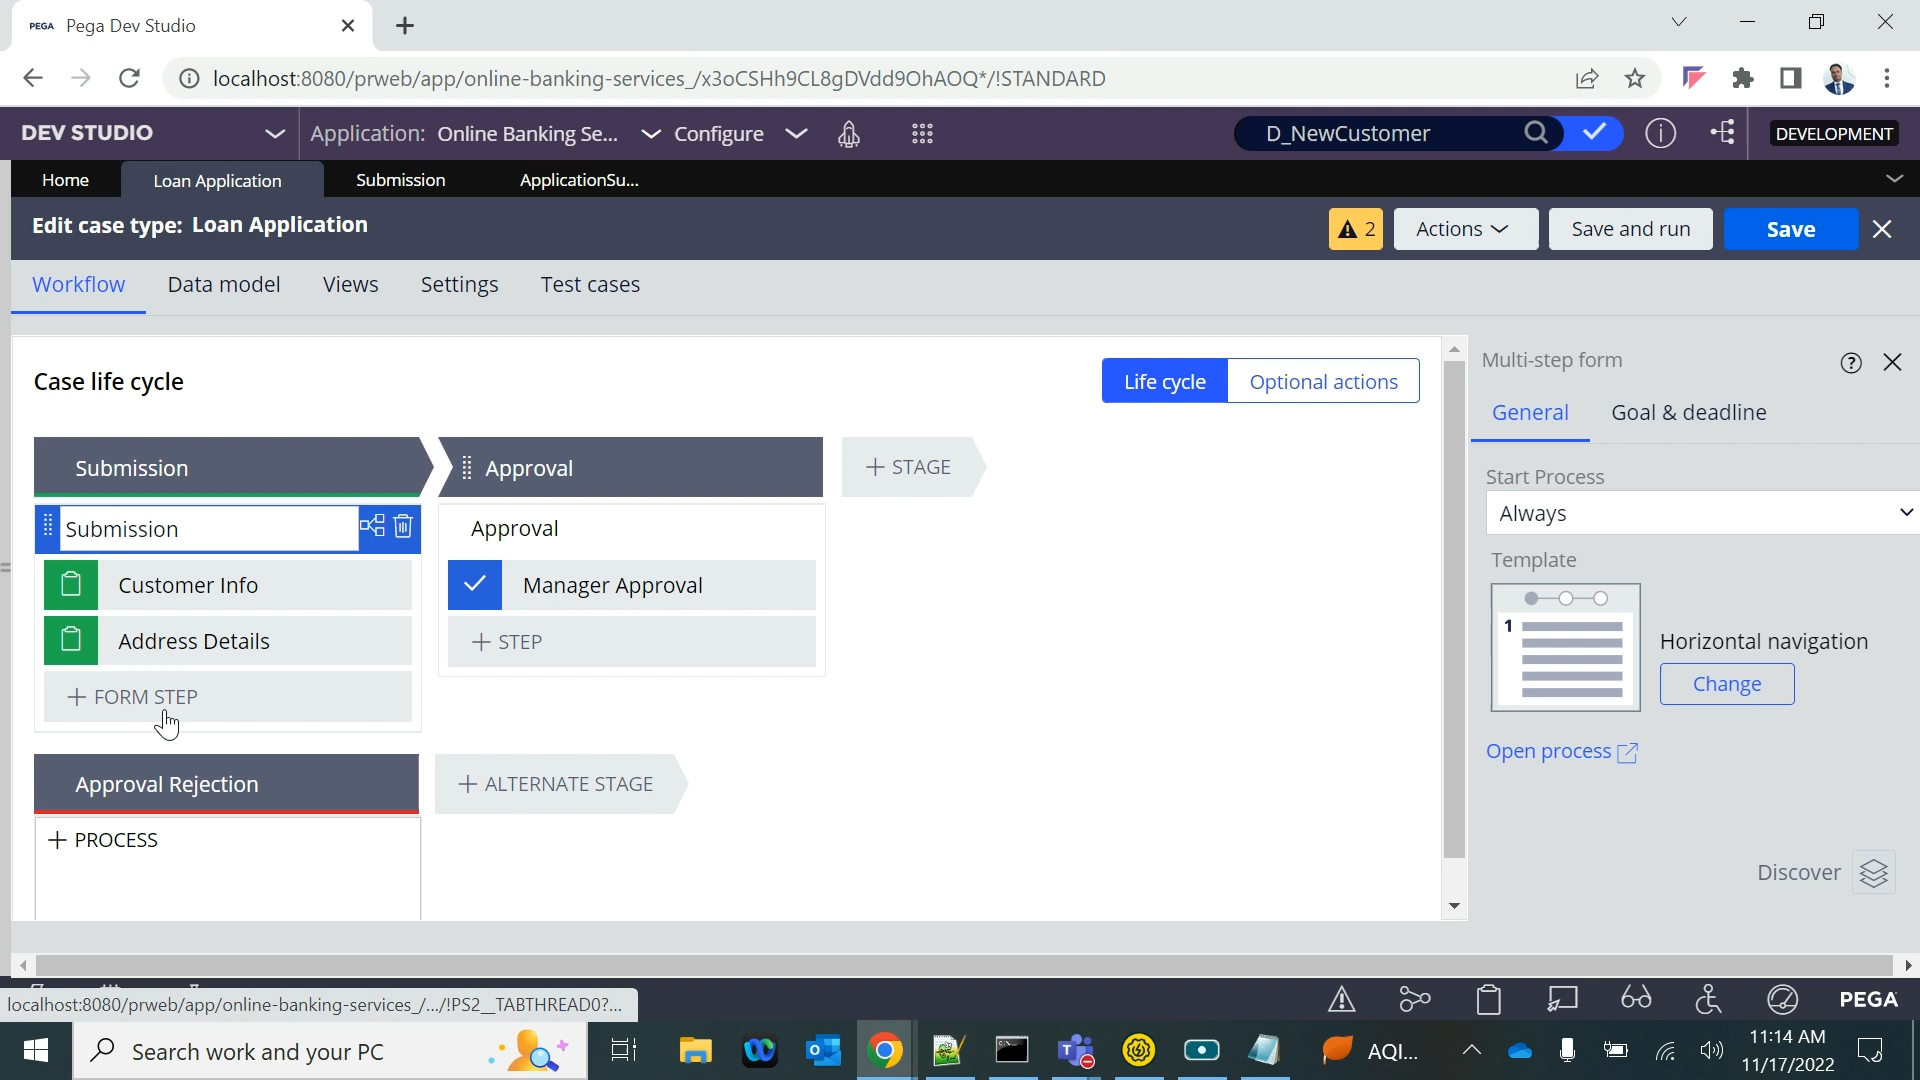 PEGA Pega Dev Studio
localhost:8080/prweb/app/online-banking-services_/x3oCSHh9CL8gDVdd9OhAOQ*/!STANDARD
DEV STUDIO
Application: Online Banking Se...
Configure
D_NewCustomer
DEVELOPMENT
Home
Loan Application
Submission
ApplicationSu...
Edit case type: Loan Application
2
Actions
Save and run
Save
Workflow
Data model
Views
Settings
Test cases
Case life cycle
Life cycle
Optional actions
Submission
Approval
+ STAGE
Submission
Customer Info
Address Details
+ FORM STEP
Approval
Manager Approval
+ STEP
Approval Rejection
+ ALTERNATE STAGE
+ PROCESS
Multi-step form
General
Goal & deadline
Start Process
Always
Template
1
Horizontal navigation
Change
Open process
Discover
localhost:8080/prweb/app/online-banking-services_/.../!PS2__TABTHREAD0?...
PEGA
Search work and your PC
AQI...
11:14 AM
11/17/2022